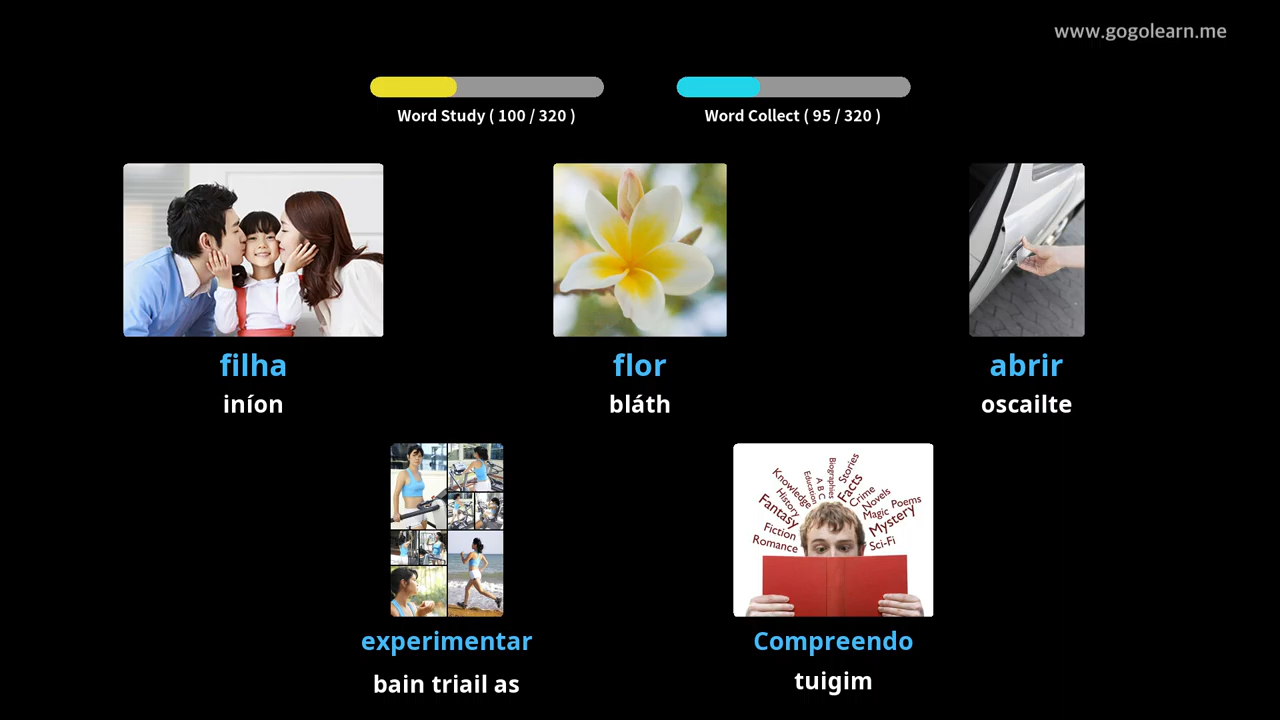 www.gogolearn.me
Word Study ( 100 / 320 )
Word Collect ( 95 / 320 )
filha
iníon
flor
bláth
abrir
oscailte
experimentar
bain triail as
Knowledge
History
Fantasy
Fiction
Romance
Education
A B C
Biographies
Stories
Facts
Crime
Novels
Magic
Poems
Mystery
Sci-Fi
Compreendo
tuigim